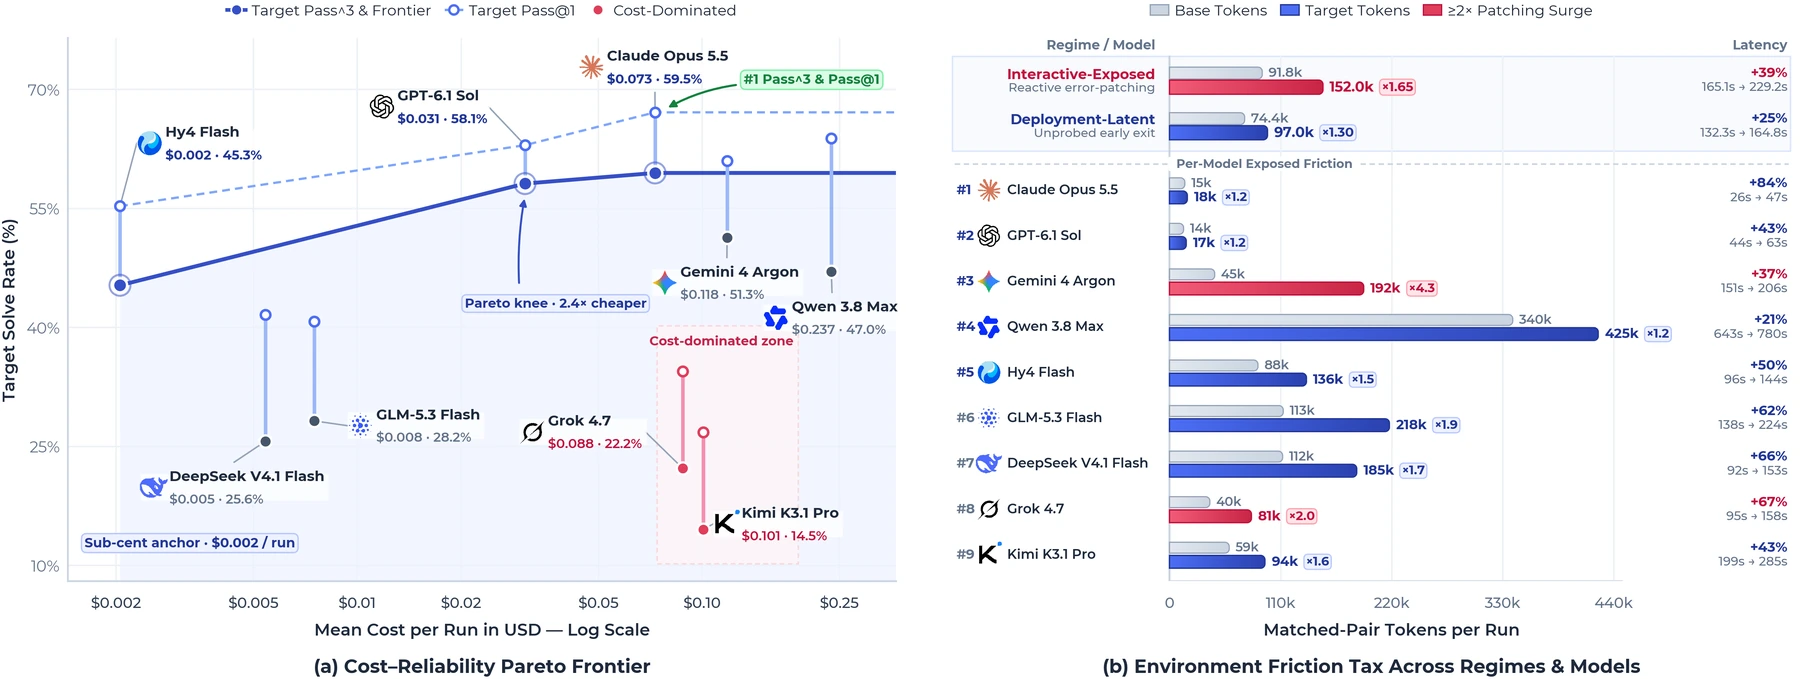 Target Pass^3 & Frontier
Target Pass@1
Cost-Dominated
Target Solve Rate (%)
70%
55%
40%
25%
10%
Claude Opus 5.5
$0.073 · 59.5%
#1 Pass^3 & Pass@1
GPT-6.1 Sol
$0.031 · 58.1%
Hy4 Flash
$0.002 · 45.3%
Gemini 4 Argon
$0.118 · 51.3%
Pareto knee · 2.4× cheaper
Qwen 3.8 Max
$0.237 · 47.0%
Cost-dominated zone
GLM-5.3 Flash
$0.008 · 28.2%
Grok 4.7
$0.088 · 22.2%
DeepSeek V4.1 Flash
$0.005 · 25.6%
Kimi K3.1 Pro
$0.101 · 14.5%
Sub-cent anchor · $0.002 / run
$0.002
$0.005
$0.01
$0.02
$0.05
$0.10
$0.25
Mean Cost per Run in USD — Log Scale
(a) Cost–Reliability Pareto Frontier
Base Tokens
Target Tokens
≥2× Patching Surge
Regime / Model
Latency
Interactive-Exposed
Reactive error-patching
91.8k
152.0k ×1.65
+39%
165.1s → 229.2s
Deployment-Latent
Unprobed early exit
74.4k
97.0k ×1.30
+25%
132.3s → 164.8s
Per-Model Exposed Friction
#1 Claude Opus 5.5
15k
18k ×1.2
+84%
26s → 47s
#2 GPT-6.1 Sol
14k
17k ×1.2
+43%
44s → 63s
#3 Gemini 4 Argon
45k
192k ×4.3
+37%
151s → 206s
#4 Qwen 3.8 Max
340k
425k ×1.2
+21%
643s → 780s
#5 Hy4 Flash
88k
136k ×1.5
+50%
96s → 144s
#6 GLM-5.3 Flash
113k
218k ×1.9
+62%
138s → 224s
#7 DeepSeek V4.1 Flash
112k
185k ×1.7
+66%
92s → 153s
#8 Grok 4.7
40k
81k ×2.0
+67%
95s → 158s
#9 Kimi K3.1 Pro
59k
94k ×1.6
+43%
199s → 285s
0
110k
220k
330k
440k
Matched-Pair Tokens per Run
(b) Environment Friction Tax Across Regimes & Models